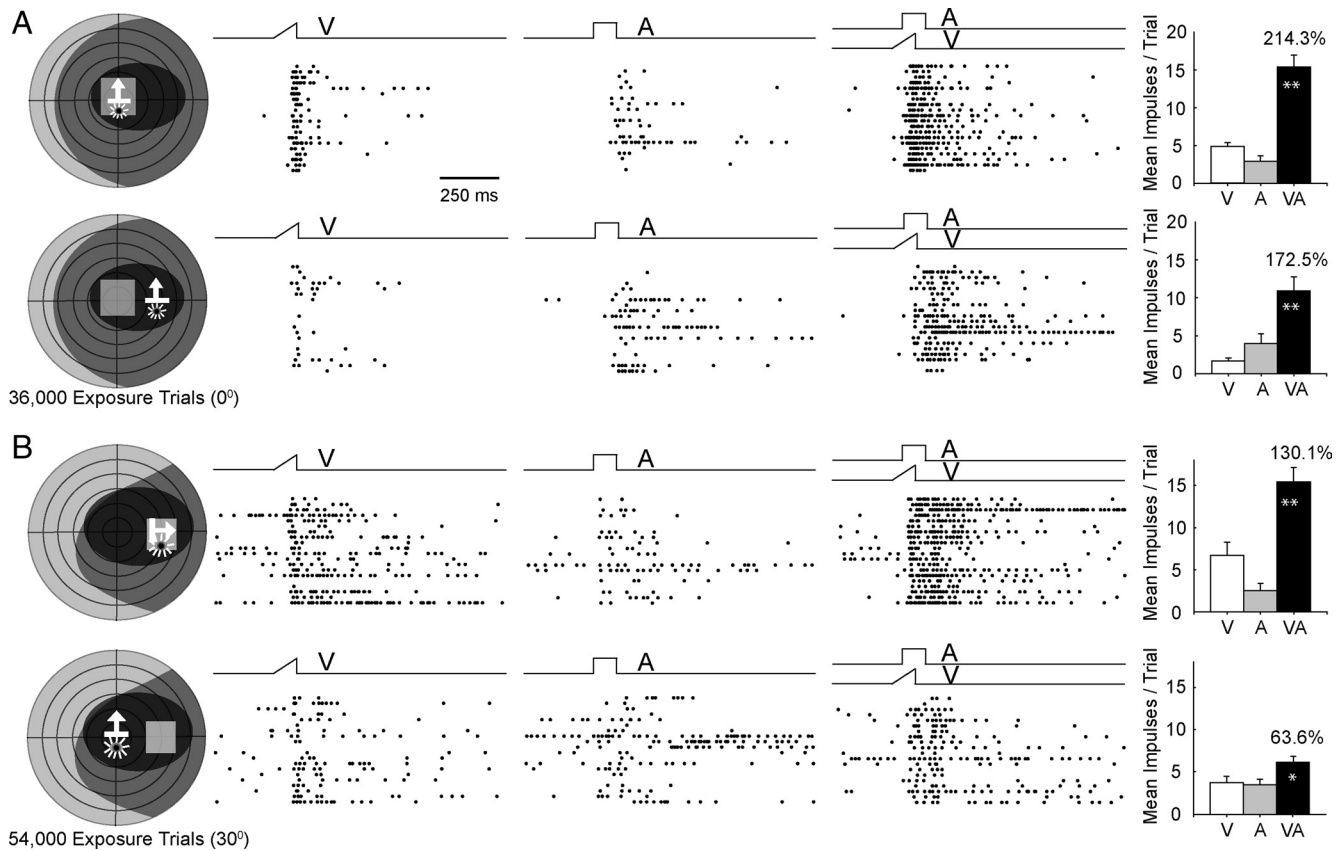 A
V
A
A
V
250 ms
Mean Impulses / Trial
20
15
10
5
0
214.3%
**
V A VA
V
A
A
V
Mean Impulses / Trial
20
15
10
5
0
172.5%
**
V A VA
36,000 Exposure Trials (0⁰)
B
V
A
A
V
Mean Impulses / Trial
15
10
5
0
130.1%
**
V A VA
V
A
A
V
Mean Impulses / Trial
15
10
5
0
63.6%
*
V A VA
54,000 Exposure Trials (30⁰)